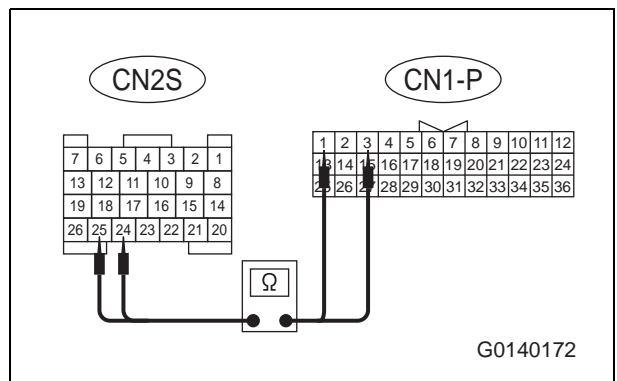 CN2S
CN1-P
7 6 5 4 3 2 1
13 12 11 10 9 8
19 18 17 16 15 14
26 25 24 23 22 21 20
1 2 3 4 5 6 7 8 9 10 11 12
13 14 15 16 17 18 19 20 21 22 23 24
25 26 27 28 29 30 31 32 33 34 35 36
Ω
G0140172